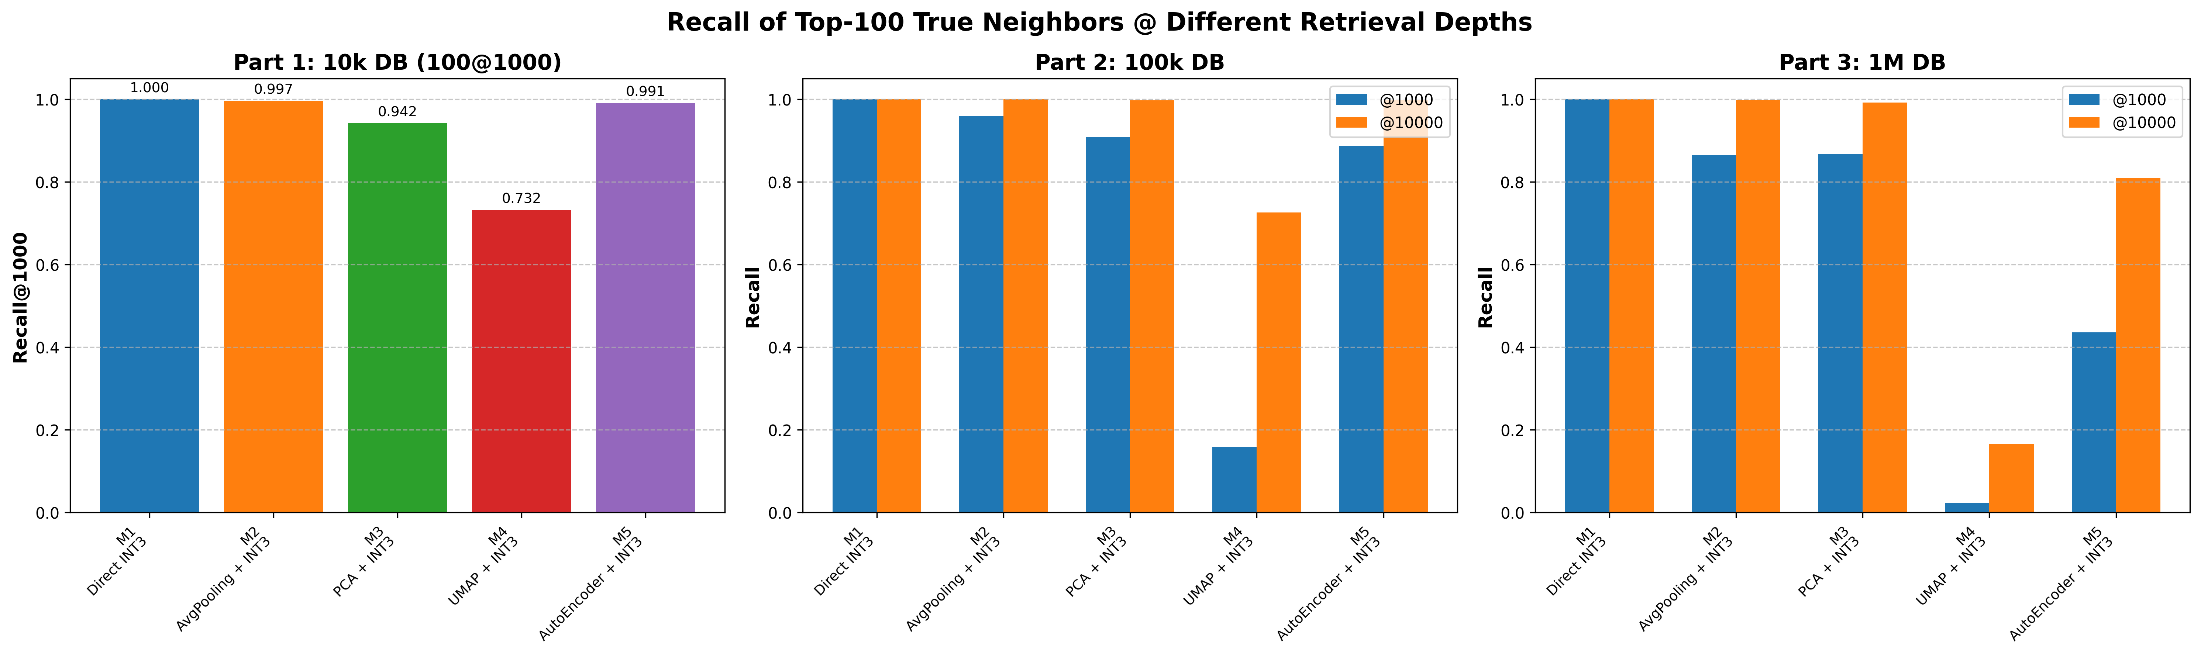 Recall of Top-100 True Neighbors @ Different Retrieval Depths
Part 1: 10k DB (100@1000)
Recall@1000
1.0
0.8
0.6
0.4
0.2
0.0
1.000
0.997
0.942
0.732
0.991
M1
Direct INT3
M2
AvgPooling + INT3
M3
PCA + INT3
M4
UMAP + INT3
M5
AutoEncoder + INT3
Part 2: 100k DB
Recall
1.0
0.8
0.6
0.4
0.2
0.0
@1000
@10000
M1
Direct INT3
M2
AvgPooling + INT3
M3
PCA + INT3
M4
UMAP + INT3
M5
AutoEncoder + INT3
Part 3: 1M DB
Recall
1.0
0.8
0.6
0.4
0.2
0.0
@1000
@10000
M1
Direct INT3
M2
AvgPooling + INT3
M3
PCA + INT3
M4
UMAP + INT3
M5
AutoEncoder + INT3